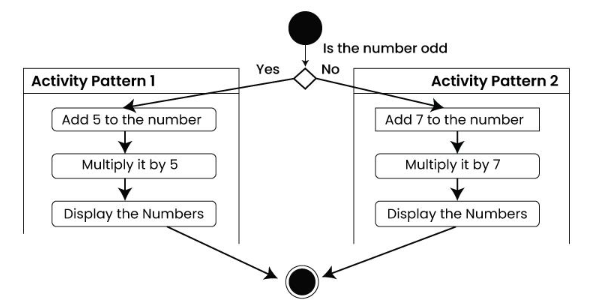 Is the number odd
Yes
No
Activity Pattern 1
Add 5 to the number
Multiply it by 5
Display the Numbers
Activity Pattern 2
Add 7 to the number
Multiply it by 7
Display the Numbers